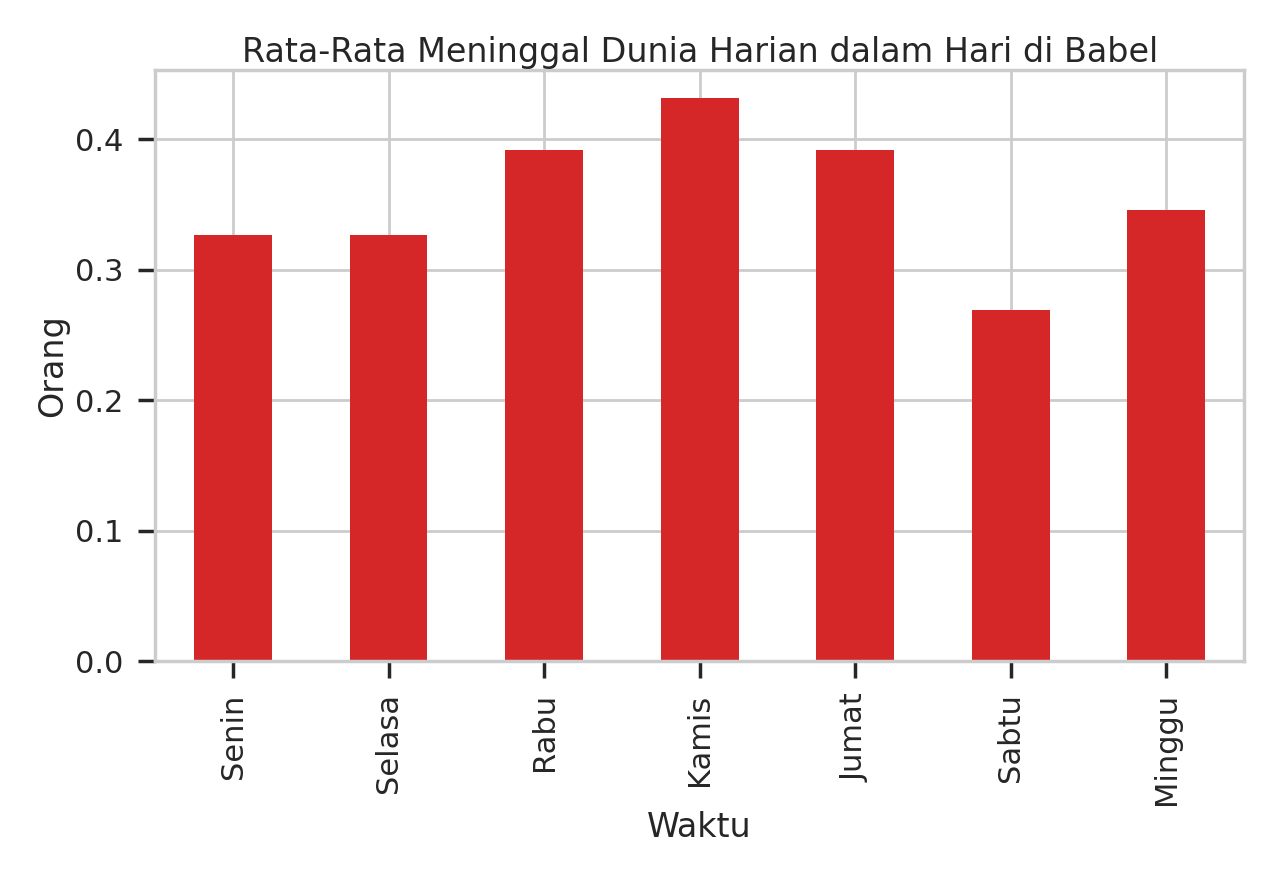 Rata-Rata Meninggal Dunia Harian dalam Hari di Babel
Orang
0.4
0.3
0.2
0.1
0.0
Senin
Selasa
Rabu
Kamis
Jumat
Sabtu
Minggu
Waktu